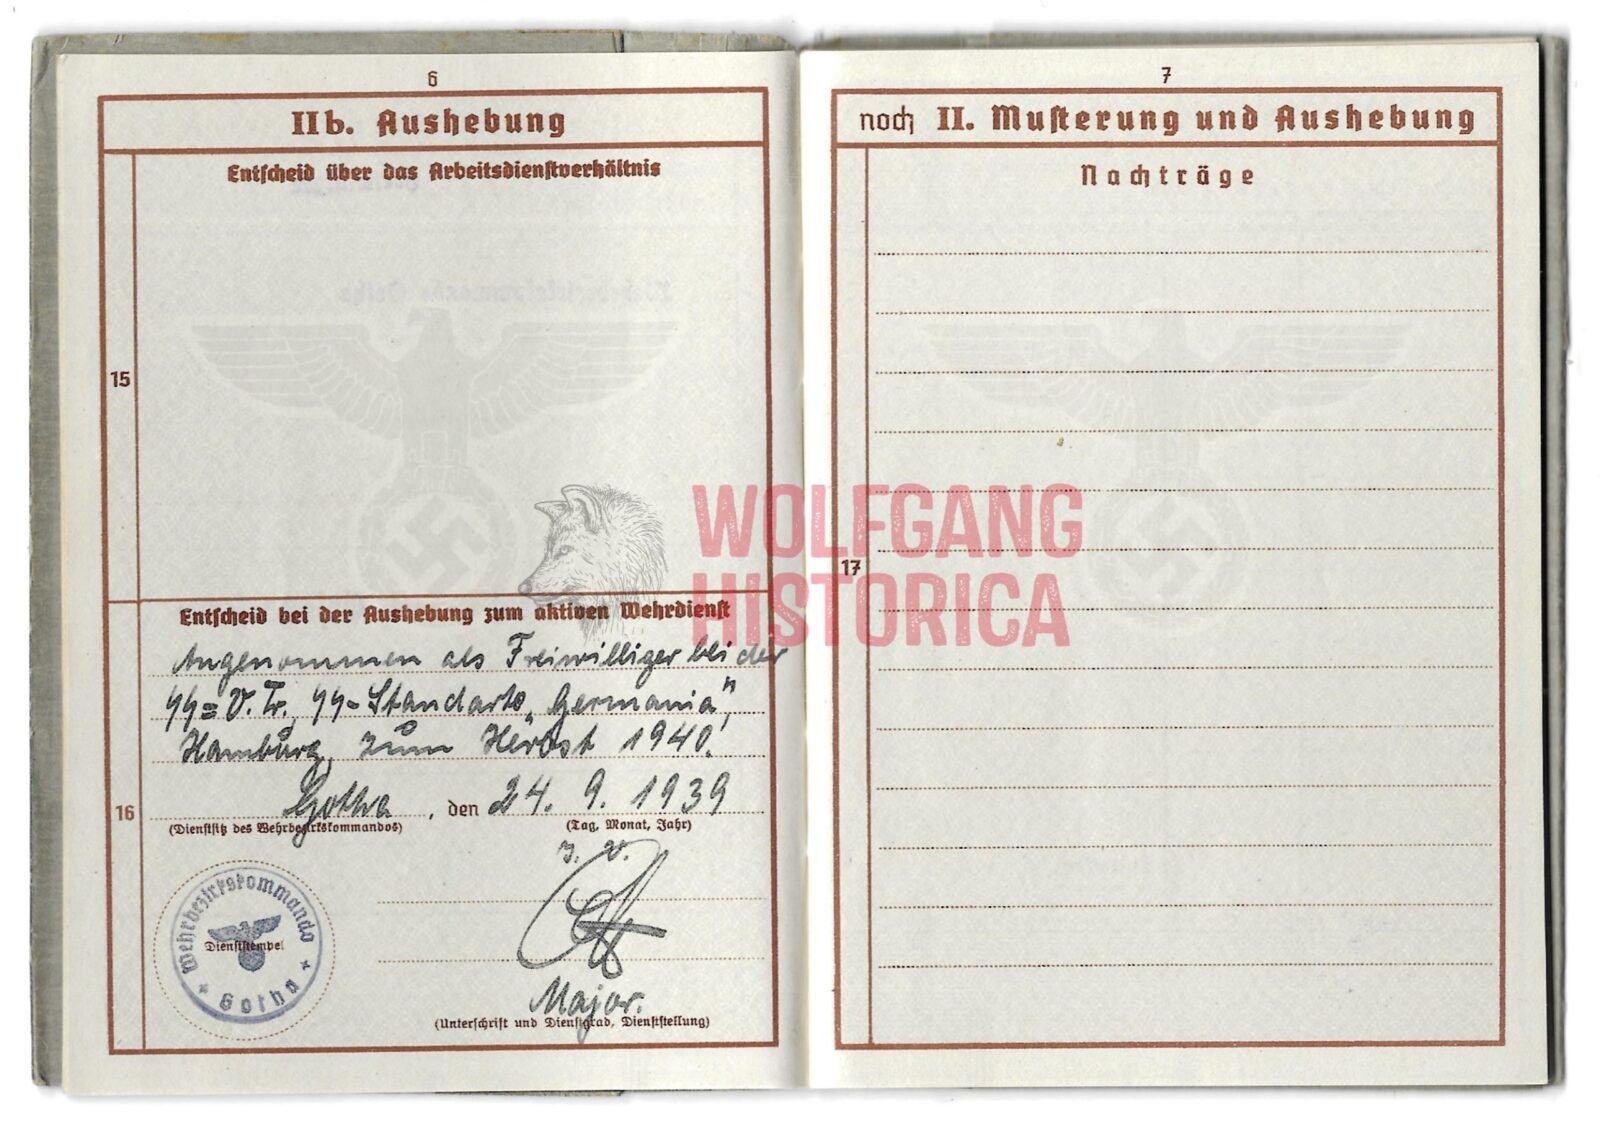 6
IIb. Aushebung
Entscheid über das Arbeitsdienstverhältnis
15
Entscheid bei der Aushebung zum aktiven Wehrdienst
Angenommen als Freiwilliger bei der
SS=V.Tr., SS-Standarte „Germania",
Hamburg, zum Herbst 1940.
16
Gotha, den 24. 9. 1939
(Dienstsitz des Wehrbezirkskommandos) (Tag, Monat, Jahr)
J. V.
Wehrbezirkskommando
Dienststempel
* Gotha *
Major.
(Unterschrift und Dienstgrad, Dienststellung)
7
noch II. Musterung und Aushebung
Nachträge
17
WOLFGANG
HISTORICA